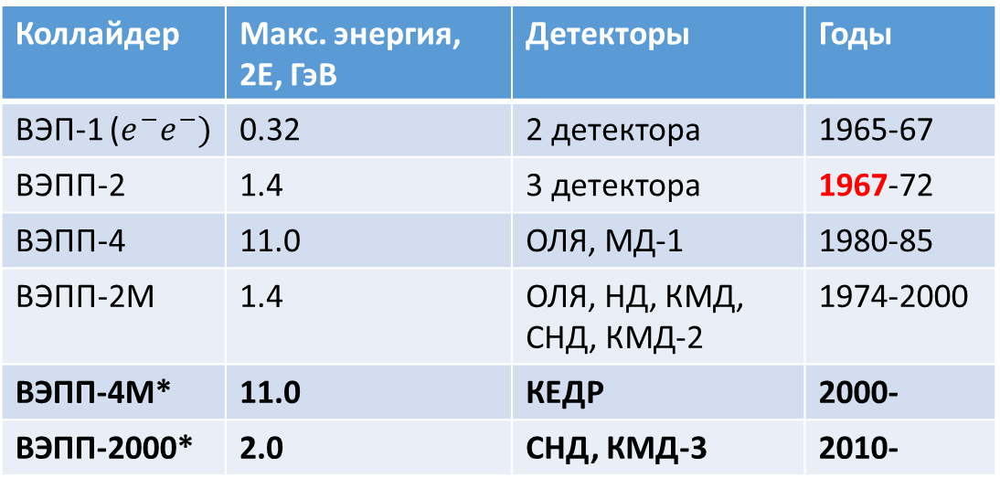 Коллайдер Макс. энергия, Детекторы Годы
2E, ГэВ
ВЭП-1 (e⁻e⁻) 0.32 2 детектора 1965-67
ВЭПП-2 1.4 3 детектора 1967-72
ВЭПП-4 11.0 ОЛЯ, МД-1 1980-85
ВЭПП-2М 1.4 ОЛЯ, НД, КМД, 1974-2000
СНД, КМД-2
ВЭПП-4М* 11.0 КЕДР 2000-
ВЭПП-2000* 2.0 СНД, КМД-3 2010-